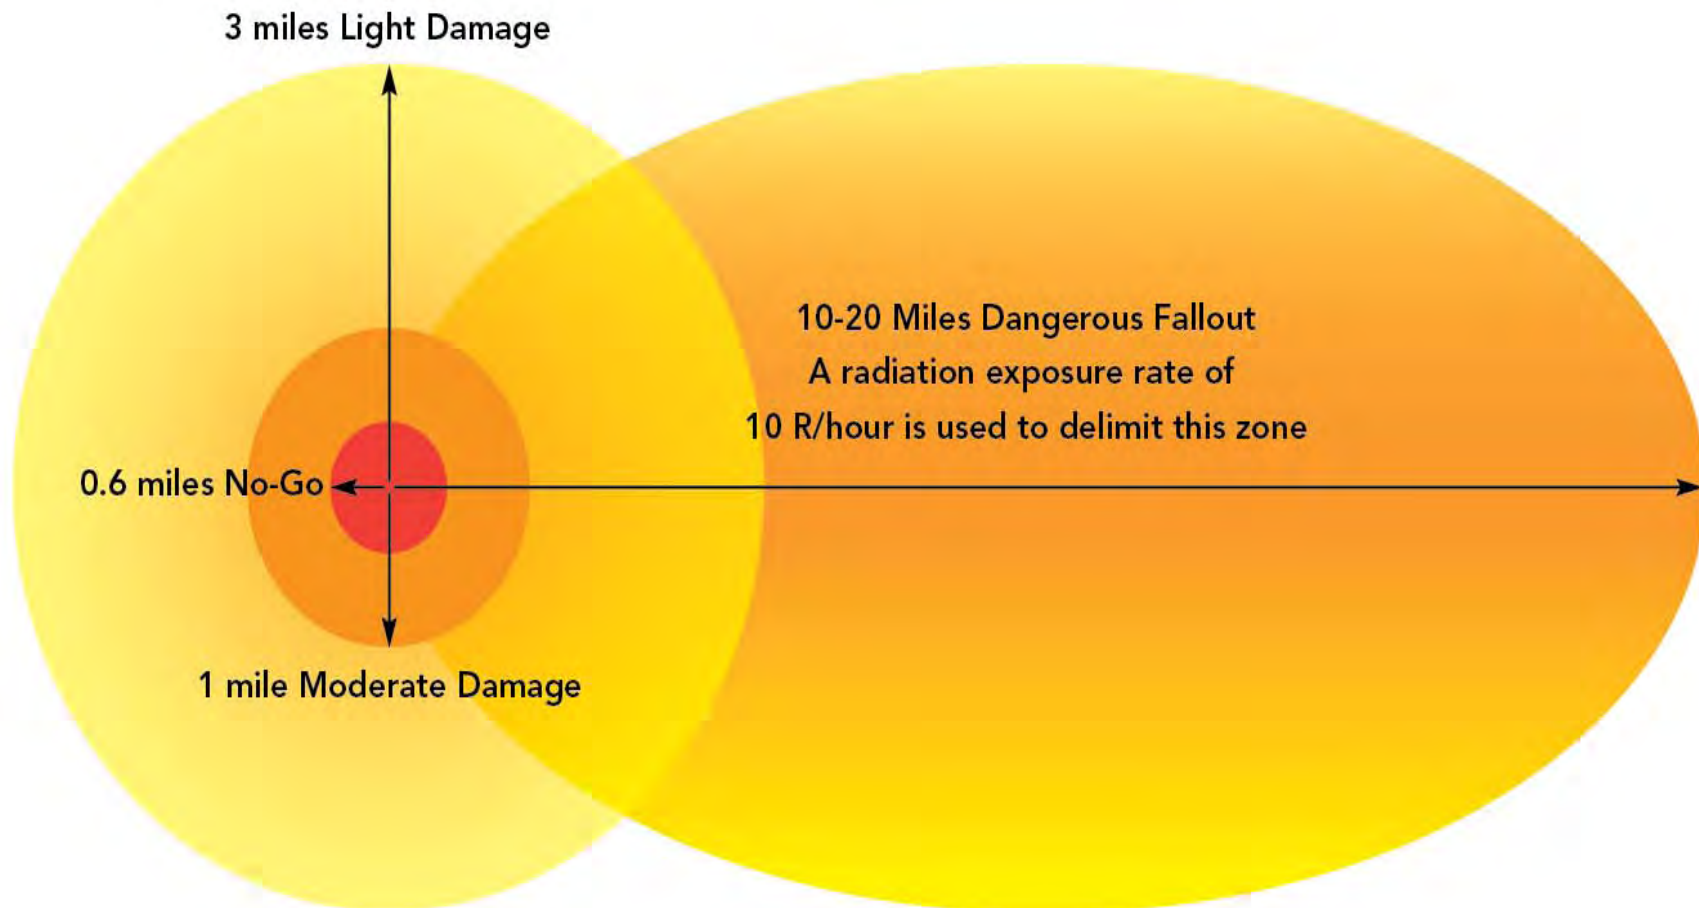 3 miles Light Damage
10-20 Miles Dangerous Fallout
A radiation exposure rate of
10 R/hour is used to delimit this zone
0.6 miles No-Go
1 mile Moderate Damage